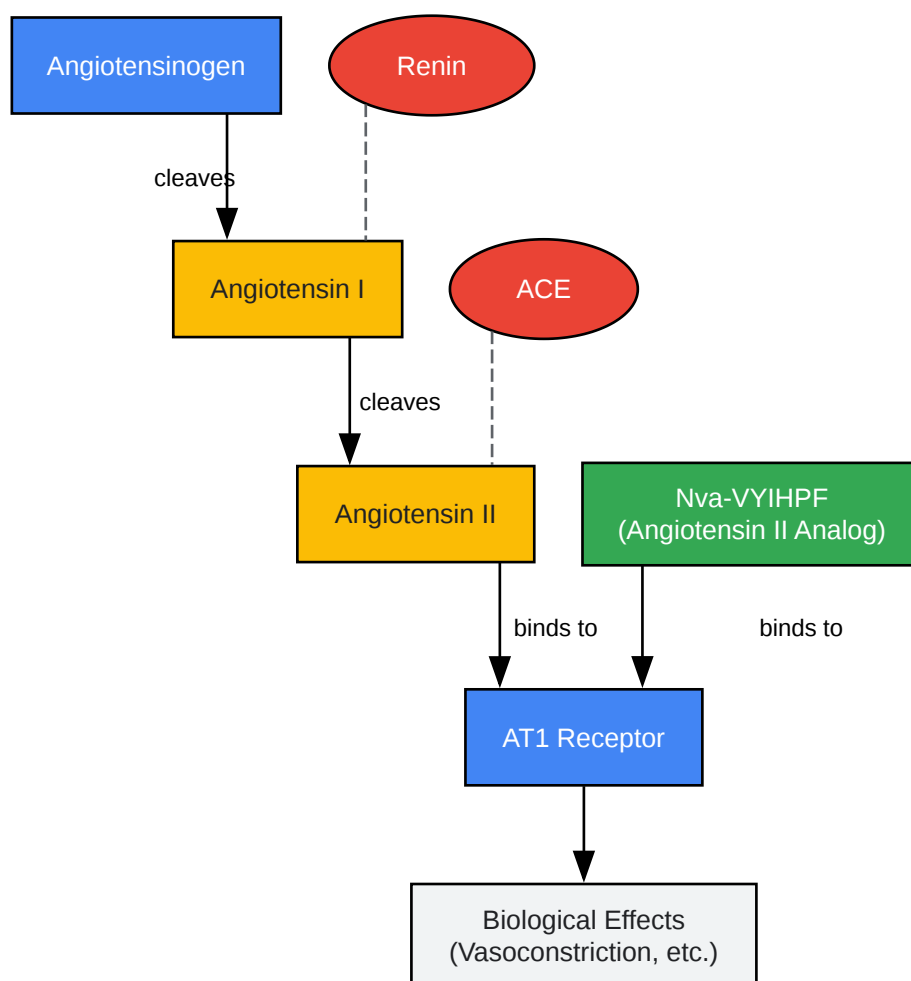 Angiotensinogen
Renin
cleaves
Angiotensin I
ACE
cleaves
Angiotensin II
Nva-VYIHPF
(Angiotensin II Analog)
binds to
binds to
AT1 Receptor
Biological Effects
(Vasoconstriction, etc.)